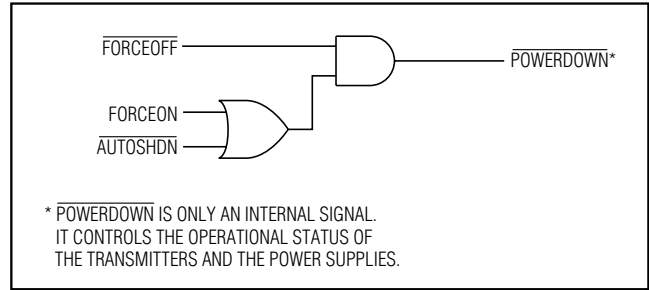 FORCEOFF
POWERDOWN*
FORCEON
AUTOSHDN
* POWERDOWN IS ONLY AN INTERNAL SIGNAL.
IT CONTROLS THE OPERATIONAL STATUS OF
THE TRANSMITTERS AND THE POWER SUPPLIES.